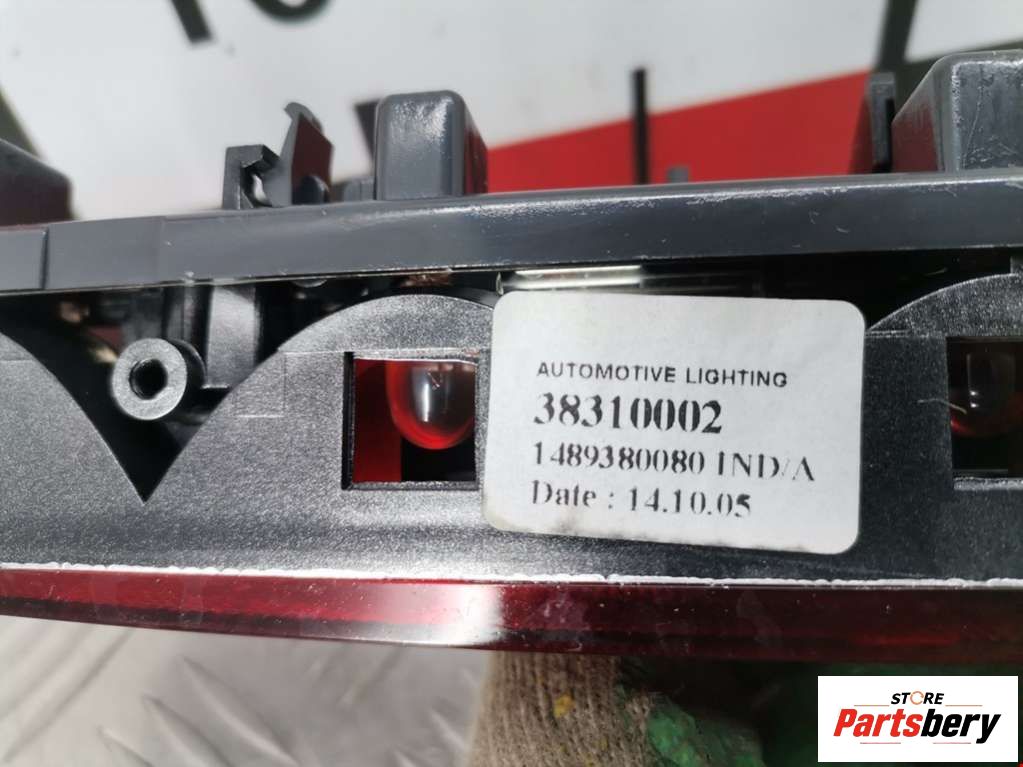 AUTOMOTIVE LIGHTING
38310002
1489380080 IND/A
Date : 14.10.05
STORE
Partsbery